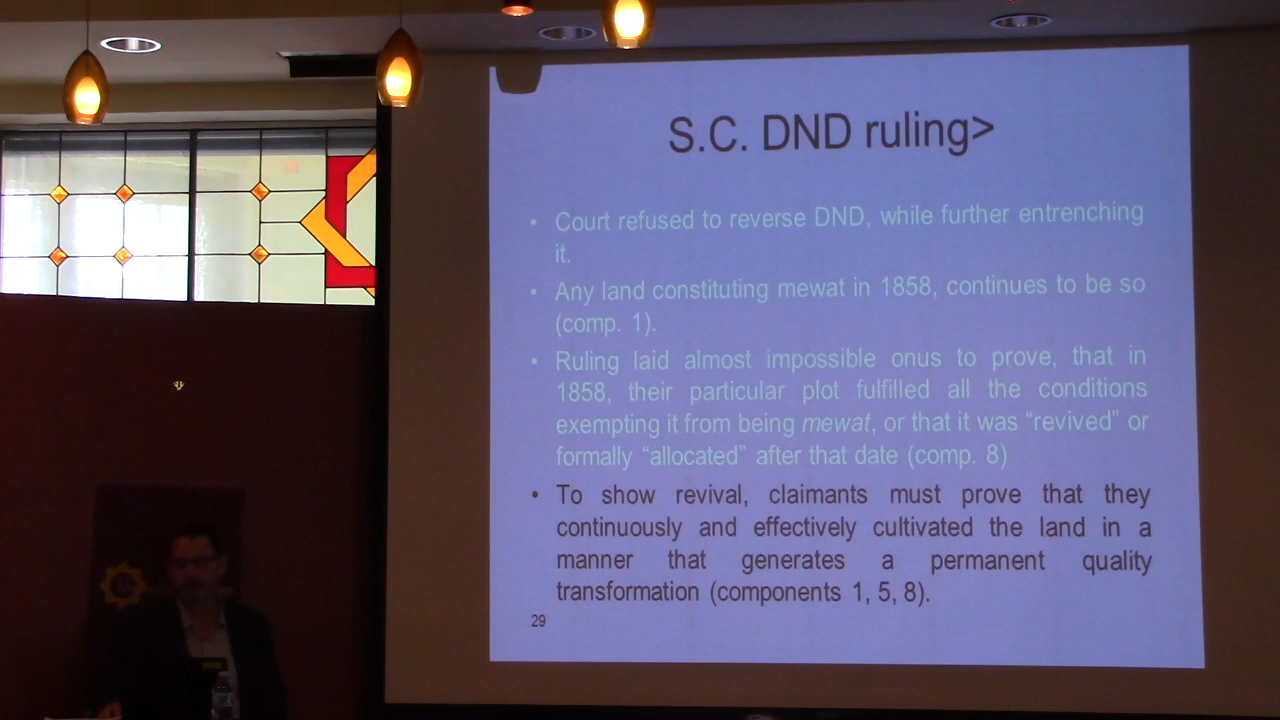 S.C. DND ruling>
• Court refused to reverse DND, while further entrenching
it.
• Any land constituting mewat in 1858, continues to be so
(comp. 1).
• Ruling laid almost impossible onus to prove, that in
1858, their particular plot fulfilled all the conditions
exempting it from being mewat, or that it was “revived” or
formally “allocated” after that date (comp. 8)
• To show revival, claimants must prove that they
continuously and effectively cultivated the land in a
manner that generates a permanent quality
transformation (components 1, 5, 8).
29